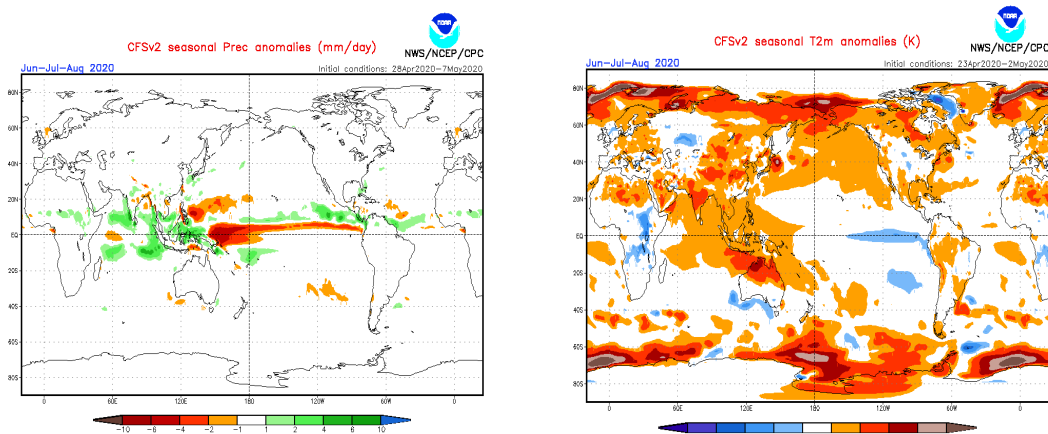 NOAA
NWS/NCEP/CPC
CFSv2 seasonal Prec anomalies (mm/day)
Jun-Jul-Aug 2020
Initial conditions: 28Apr2020-7May2020
80N
60N
40N
20N
EQ
20S
40S
60S
80S
0
60E
120E
180
120W
60W
0
-10
-6
-4
-2
-1
1
2
4
6
10
NOAA
NWS/NCEP/CPC
CFSv2 seasonal T2m anomalies (K)
Jun-Jul-Aug 2020
Initial conditions: 23Apr2020-2May2020
80N
60N
40N
20N
EQ
20S
40S
60S
80S
0
60E
120E
180
120W
60W
0